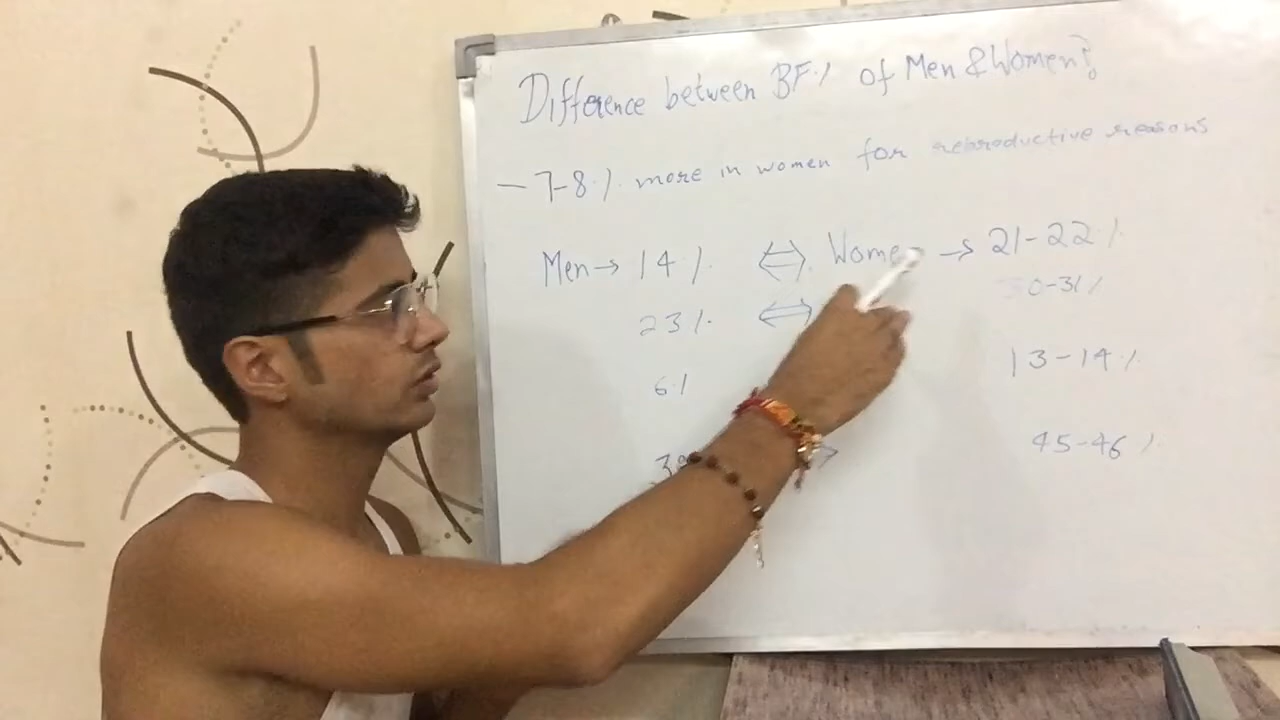 Difference between BF% of Men & Women?
— 7-8% more in women for reproductive reasons
Men → 14% ⇔ Women → 21-22%
23% ⇔ 30-31%
6% 13-14%
45-46%